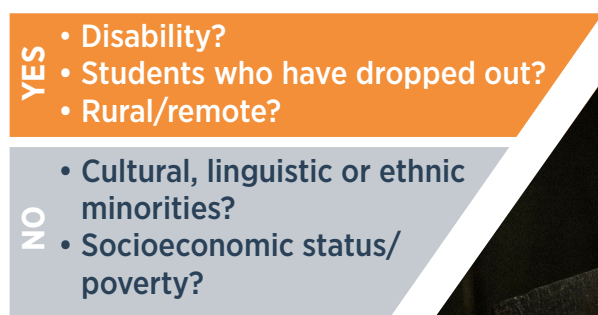 YES
• Disability?
• Students who have dropped out?
• Rural/remote?
NO
• Cultural, linguistic or ethnic
minorities?
• Socioeconomic status/
poverty?